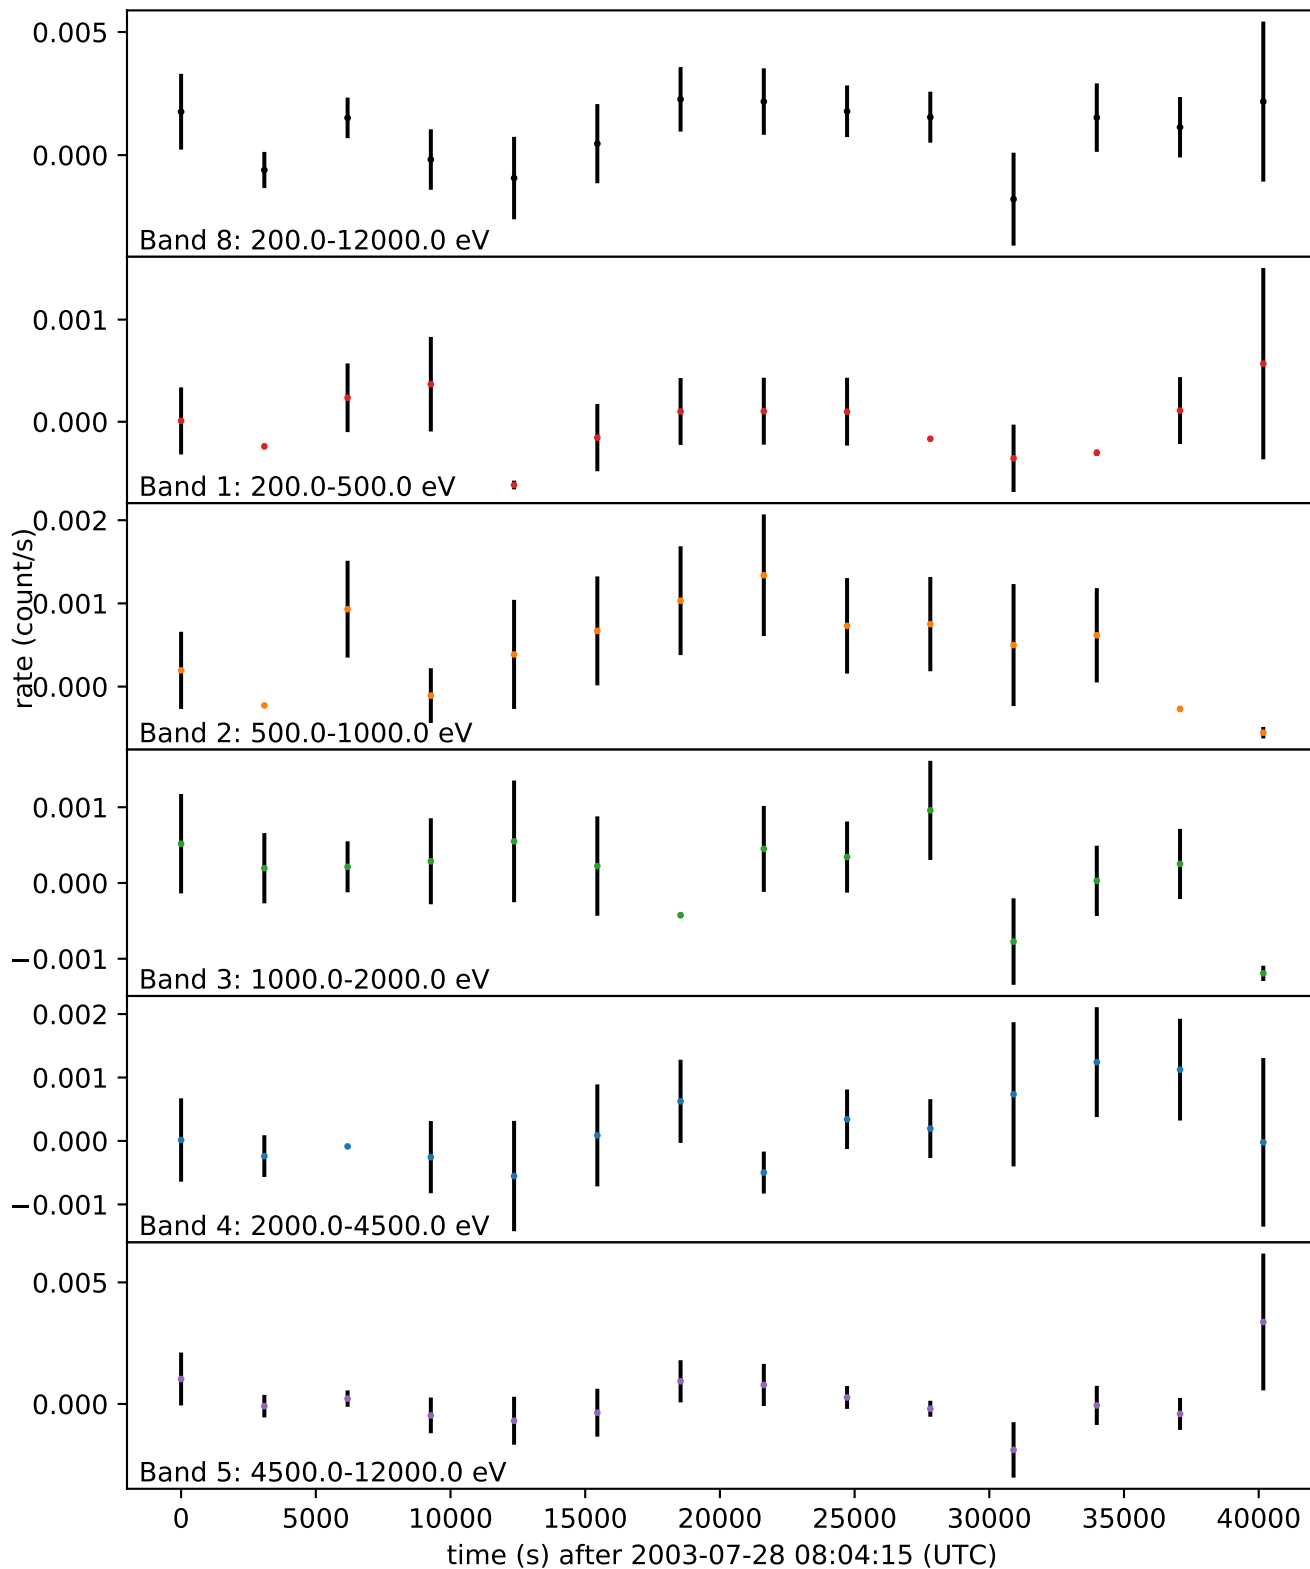 0.005
0.000
Band 8: 200.0-12000.0 eV
0.001
0.000
Band 1: 200.0-500.0 eV
rate (count/s)
0.002
0.001
0.000
Band 2: 500.0-1000.0 eV
0.001
0.000
−0.001
Band 3: 1000.0-2000.0 eV
0.002
0.001
0.000
−0.001
Band 4: 2000.0-4500.0 eV
0.005
0.000
Band 5: 4500.0-12000.0 eV
0 5000 10000 15000 20000 25000 30000 35000 40000
time (s) after 2003-07-28 08:04:15 (UTC)